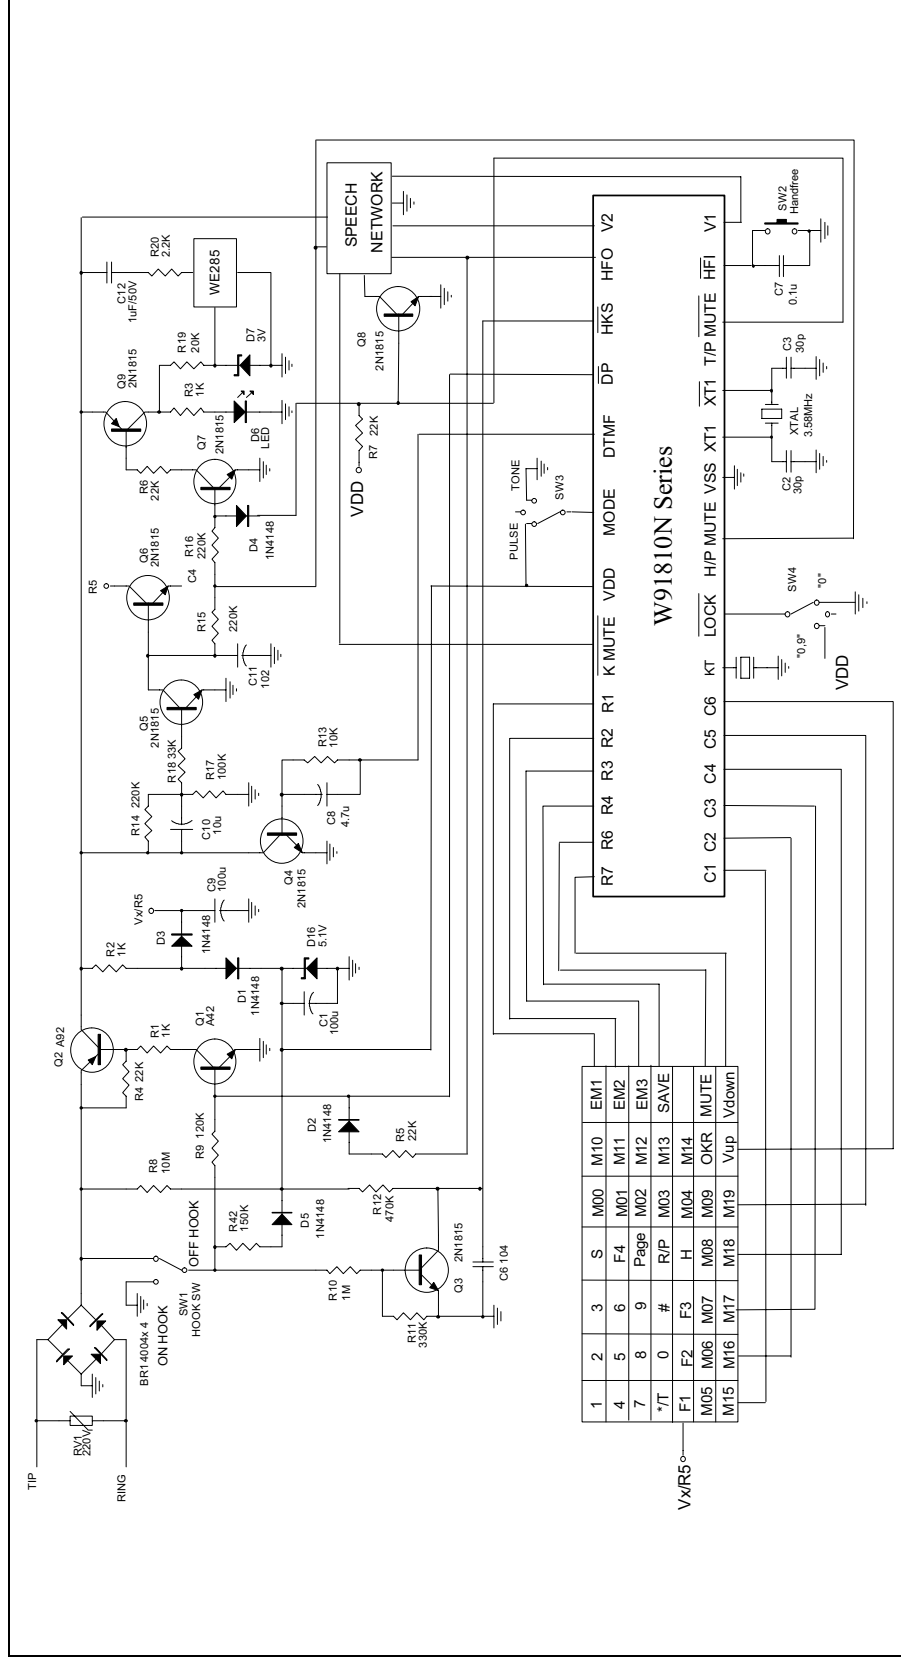 TIP
RING
RV1
220V
BR1 4004x 4
ON HOOK
SW1
HOOK SW
OFF HOOK
R8
10M
R4 22K
Q2 A92
R1
1K
R9 120K
Q1
A42
R42
150K
D5
1N4148
R10
1M
R11
330K
Q3
2N1815
R12
470K
C6 104
D2
1N4148
R5
22K
R2
1K
D3
1N4148
Vx/R5
C9
100u
D1
1N4148
D16
5.1V
C1
100u
R14 220K
C10
10u
R18 33K
R17
100K
Q4
2N1815
C8
4.7u
R13
10K
Q5
2N1815
C11
102
R15
220K
R5
Q6
2N1815
C4
R16
220K
D4
1N4148
R6
22K
Q7
2N1815
Q9
2N1815
R3
1K
D6
LED
R19
20K
D7
3V
C12
1uF/50V
R20
2.2K
WE285
VDD
R7
22K
Q8
2N1815
SPEECH
NETWORK
PULSE
TONE
SW3
R7
R6
R4
R3
R2
R1
K MUTE
VDD
MODE
DTMF
DP
HKS
HFO
V2
W91810N Series
C1
C2
C3
C4
C5
C6
KT
LOCK
H/P MUTE
VSS
XT1
XT1
T/P MUTE
HFI
V1
VDD
"0,9"
SW4
"0"
C2
30p
XTAL
3.58MHz
C3
30p
C7
0.1u
SW2
Handfree
Vx/R5
1 2 3 S M00 M10 EM1
4 5 6 F4 M01 M11 EM2
7 8 9 Page M02 M12 EM3
*/T 0 # R/P M03 M13 SAVE
F1 F2 F3 H M04 M14
M05 M06 M07 M08 M09 OKR MUTE
M15 M16 M17 M18 M19 Vup Vdown